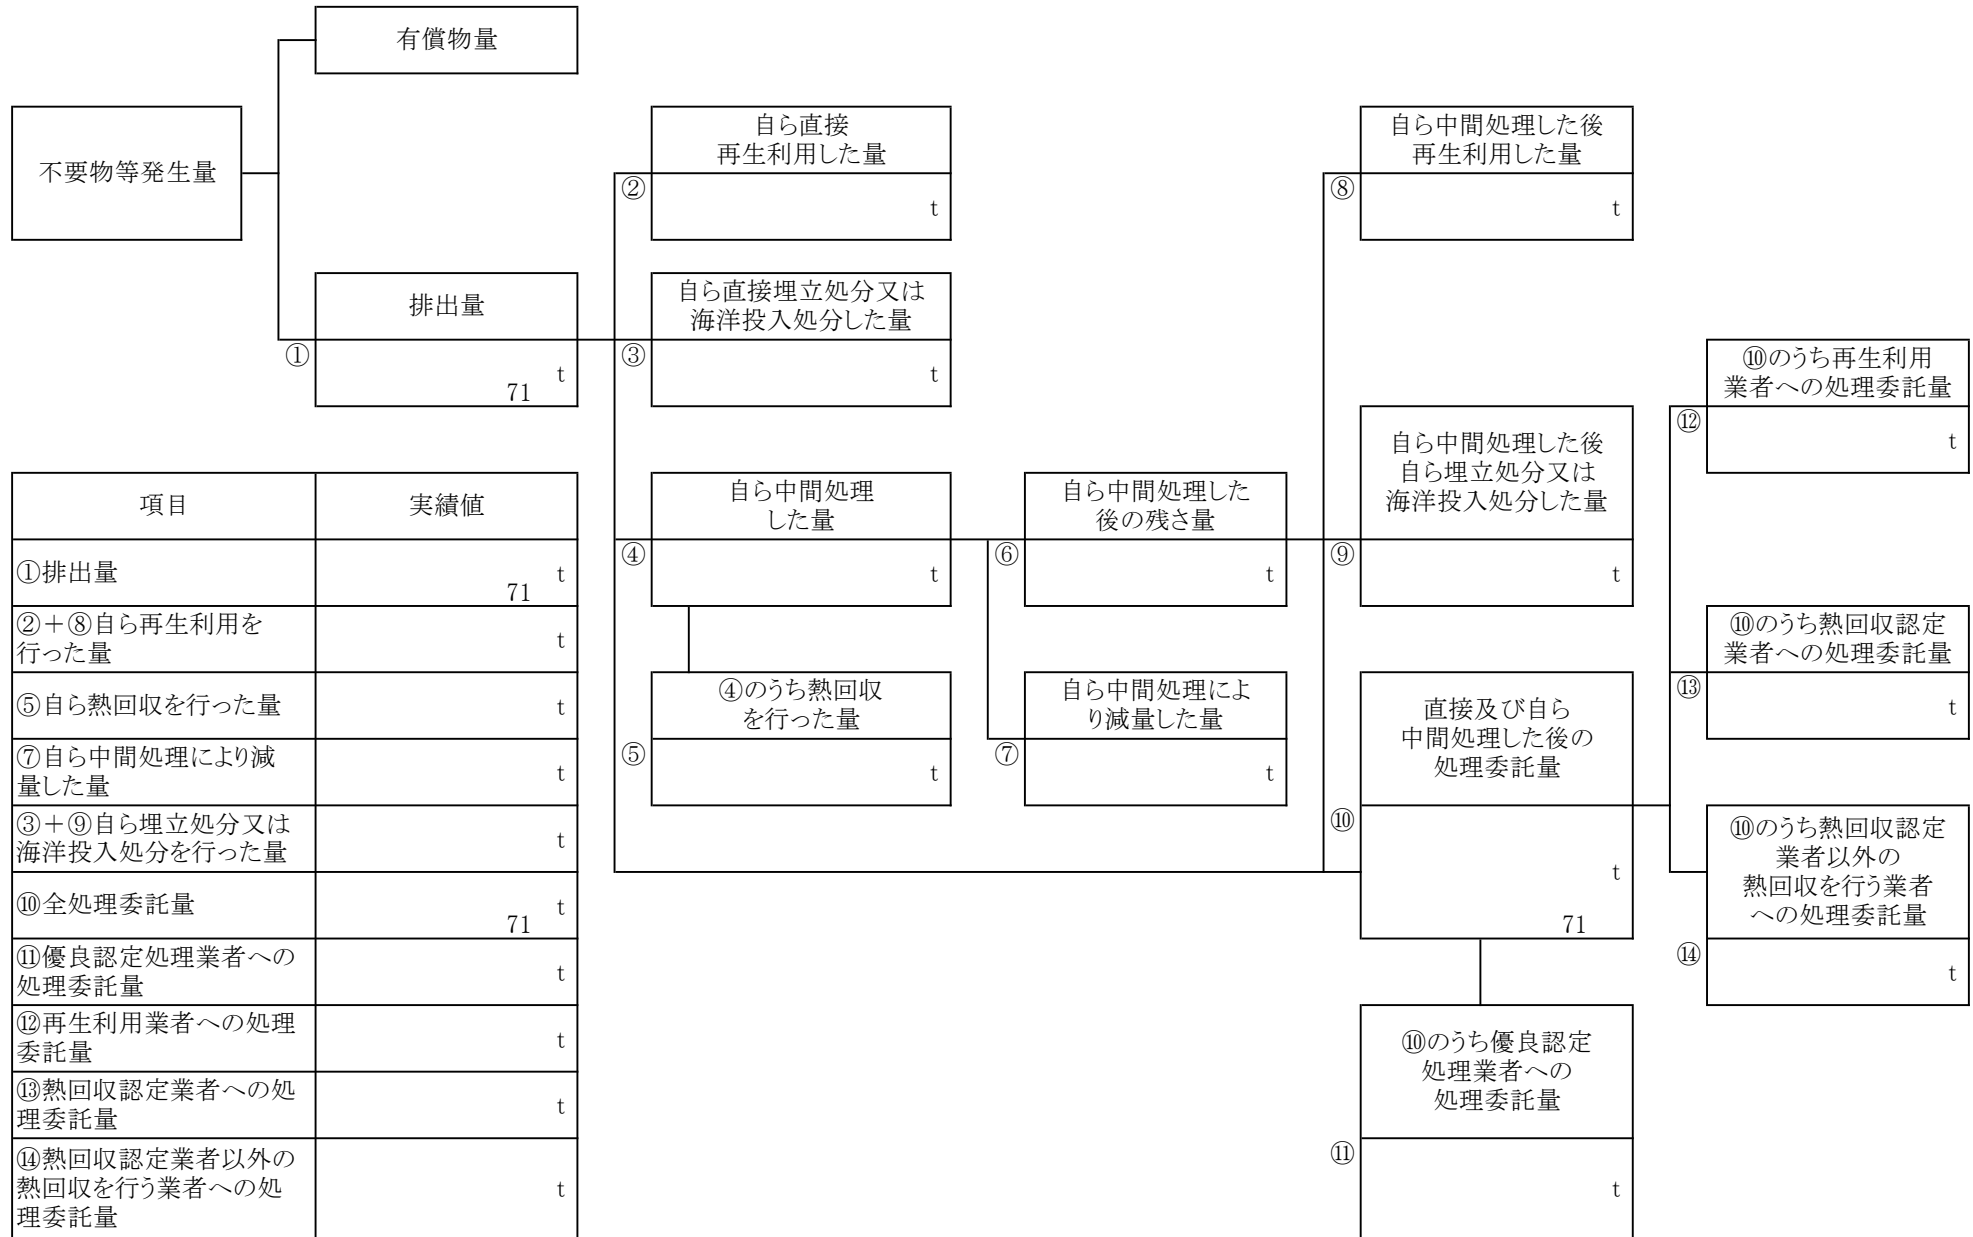 有償物量
不要物等発生量
排出量
①
t
71
自ら直接
再生利用した量
②
t
自ら直接埋立処分又は
海洋投入処分した量
③
t
自ら中間処理
した量
④
t
④のうち熱回収
を行った量
⑤
t
自ら中間処理した
後の残さ量
⑥
t
自ら中間処理によ
り減量した量
⑦
t
自ら中間処理した後
再生利用した量
⑧
t
自ら中間処理した後
自ら埋立処分又は
海洋投入処分した量
⑨
t
直接及び自ら
中間処理した後の
処理委託量
⑩
t
71
⑩のうち優良認定
処理業者への
処理委託量
⑪
t
⑩のうち再生利用
業者への処理委託量
⑫
t
⑩のうち熱回収認定
業者への処理委託量
⑬
t
⑩のうち熱回収認定
業者以外の
熱回収を行う業者
への処理委託量
⑭
t
項目
実績値
①排出量
t
71
②＋⑧自ら再生利用を
行った量
t
⑤自ら熱回収を行った量
t
⑦自ら中間処理により減
量した量
t
③＋⑨自ら埋立処分又は
海洋投入処分を行った量
t
⑩全処理委託量
t
71
⑪優良認定処理業者への
処理委託量
t
⑫再生利用業者への処理
委託量
t
⑬熱回収認定業者への処
理委託量
t
⑭熱回収認定業者以外の
熱回収を行う業者への処
理委託量
t